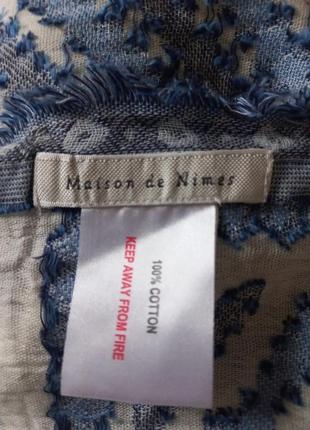 Maison de Nimes
100% COTTON
KEEP AWAY FROM FIRE